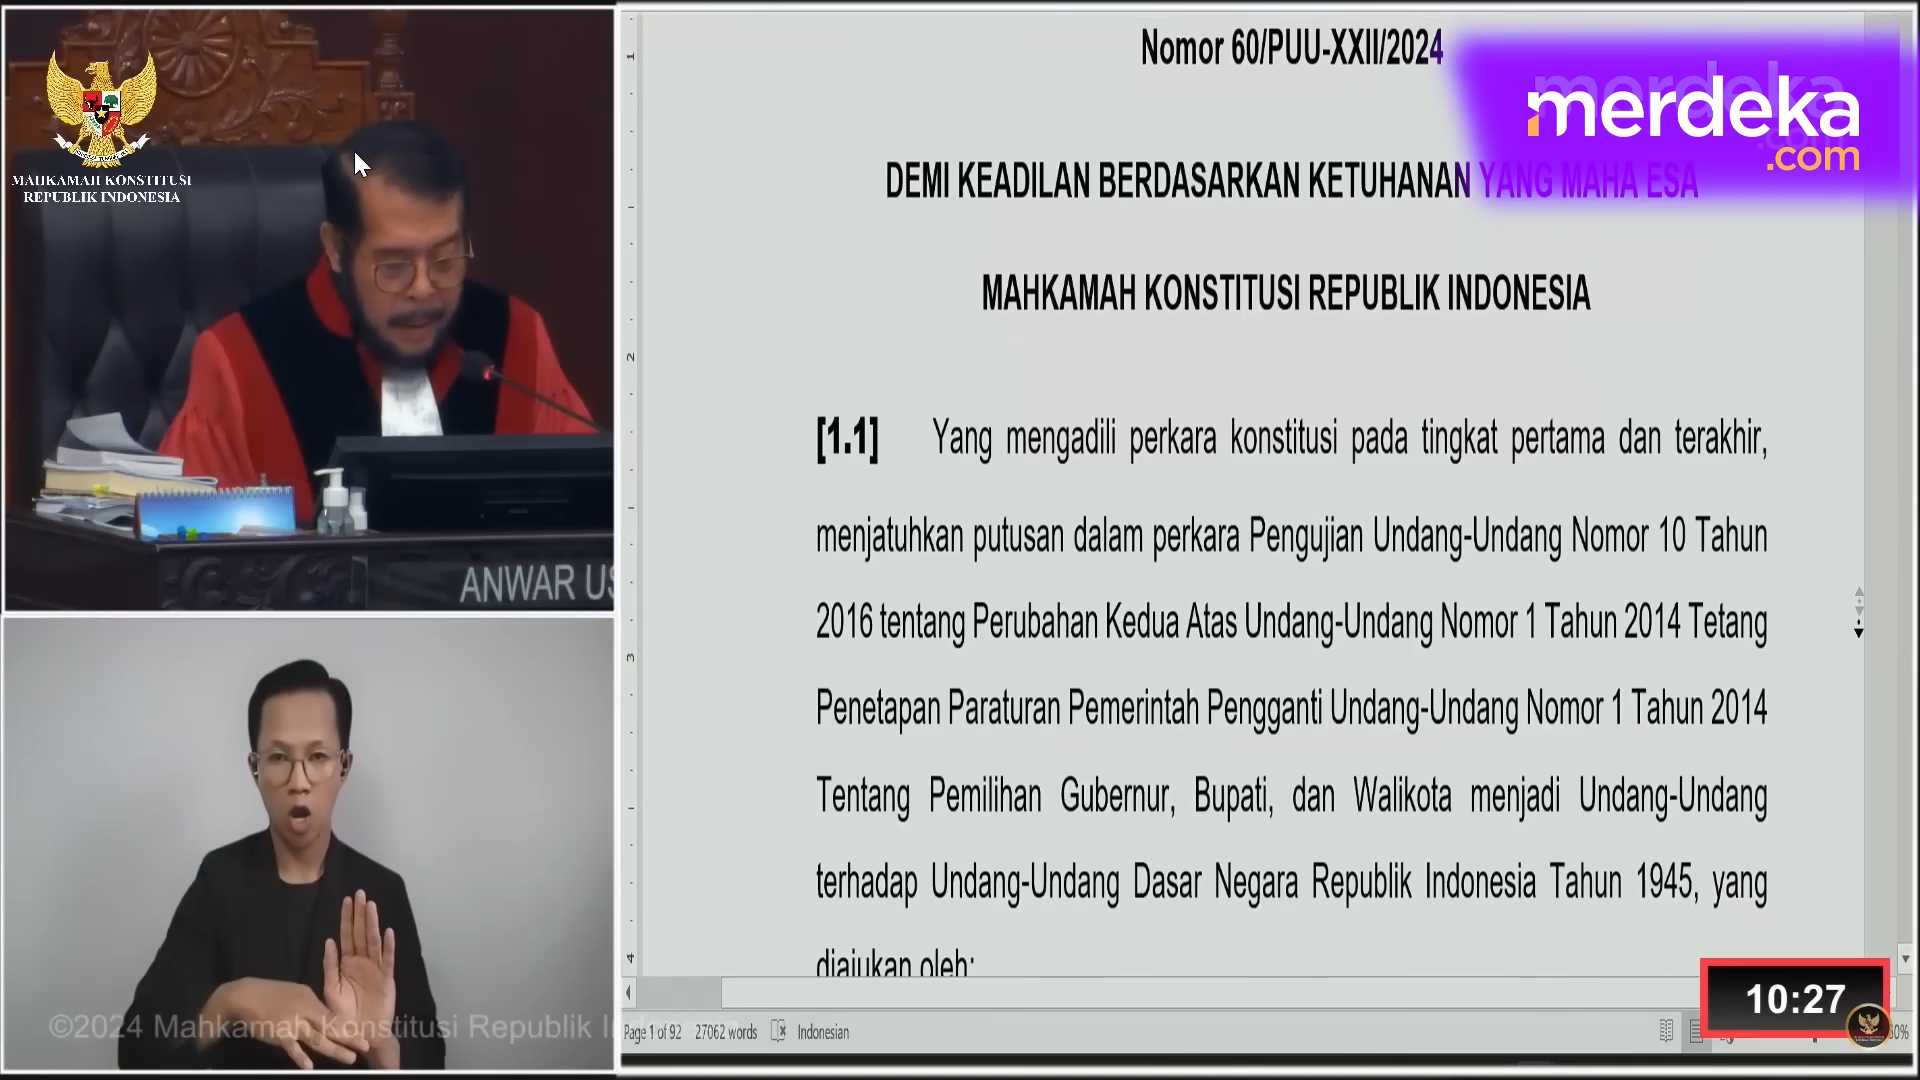 MAHKAMAH KONSTITUSI
REPUBLIK INDONESIA
ANWAR US
©2024 Mahkamah Konstitusi Republik
merdeka
.com
Nomor 60/PUU-XXII/2024
DEMI KEADILAN BERDASARKAN KETUHANAN YANG MAHA ESA
MAHKAMAH KONSTITUSI REPUBLIK INDONESIA
[1.1] Yang mengadili perkara konstitusi pada tingkat pertama dan terakhir,
menjatuhkan putusan dalam perkara Pengujian Undang-Undang Nomor 10 Tahun
2016 tentang Perubahan Kedua Atas Undang-Undang Nomor 1 Tahun 2014 Tetang
Penetapan Paraturan Pemerintah Pengganti Undang-Undang Nomor 1 Tahun 2014
Tentang Pemilihan Gubernur, Bupati, dan Walikota menjadi Undang-Undang
terhadap Undang-Undang Dasar Negara Republik Indonesia Tahun 1945, yang
diajukan oleh:
1
2
3
4
10:27
Page 1 of 92 27062 words Indonesian